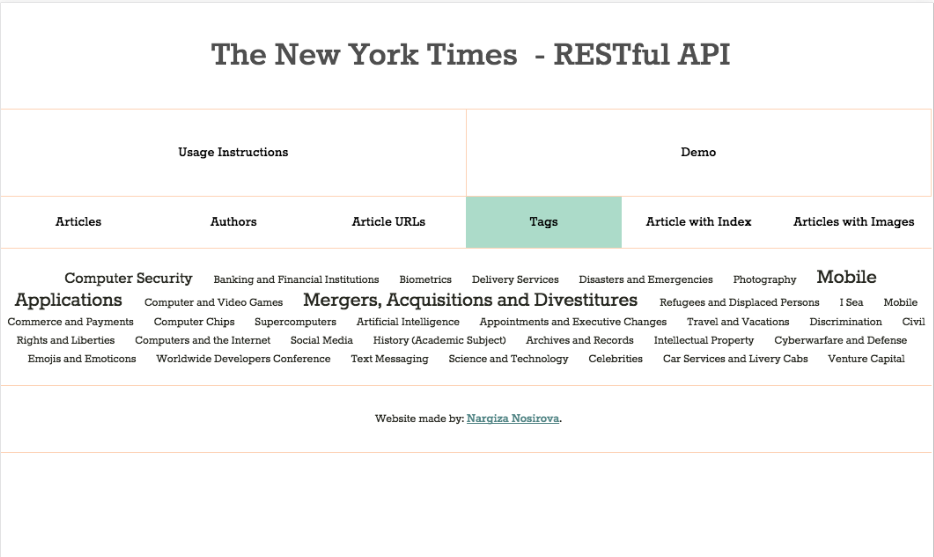 The New York Times - RESTful API
Usage Instructions Demo
Articles Authors Article URLs Tags Article with Index Articles with Images
Computer Security Banking and Financial Institutions Biometrics Delivery Services Disasters and Emergencies Photography Mobile
Applications Computer and Video Games Mergers, Acquisitions and Divestitures Refugees and Displaced Persons I Sea Mobile
Commerce and Payments Computer Chips Supercomputers Artificial Intelligence Appointments and Executive Changes Travel and Vacations Discrimination Civil
Rights and Liberties Computers and the Internet Social Media History (Academic Subject) Archives and Records Intellectual Property Cyberwarfare and Defense
Emojis and Emoticons Worldwide Developers Conference Text Messaging Science and Technology Celebrities Car Services and Livery Cabs Venture Capital
Website made by: Nargiza Nosirova.